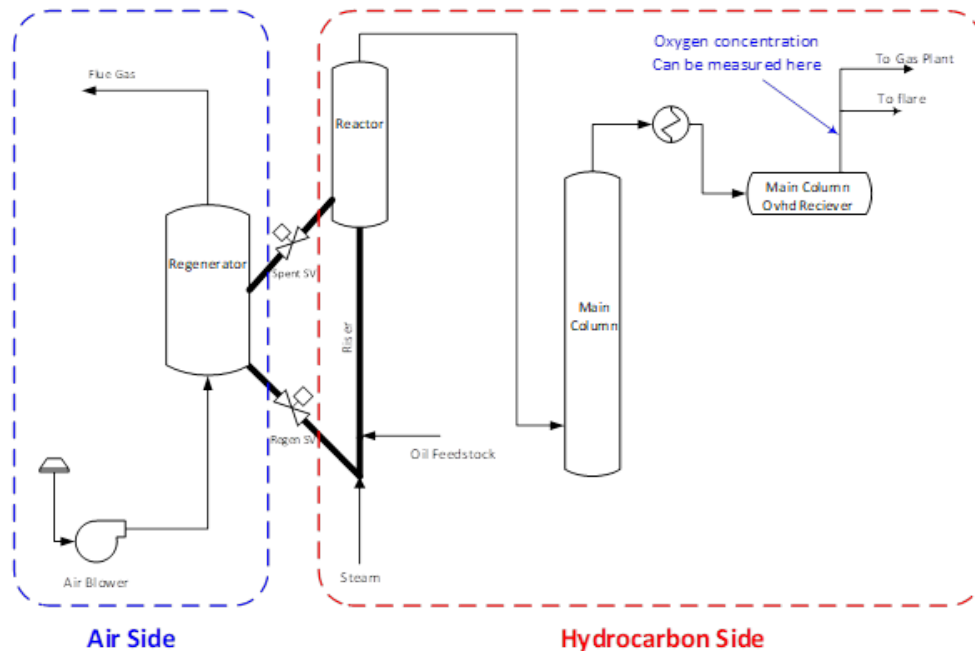 Oxygen concentration
Can be measured here
To Gas Plant
To flare
Flue Gas
Reactor
Main Column
Ovhd Reciever
Regenerator
Spent SV
Riser
Main
Column
Regen SV
Oil Feedstock
Air Blower
Steam
Air Side
Hydrocarbon Side